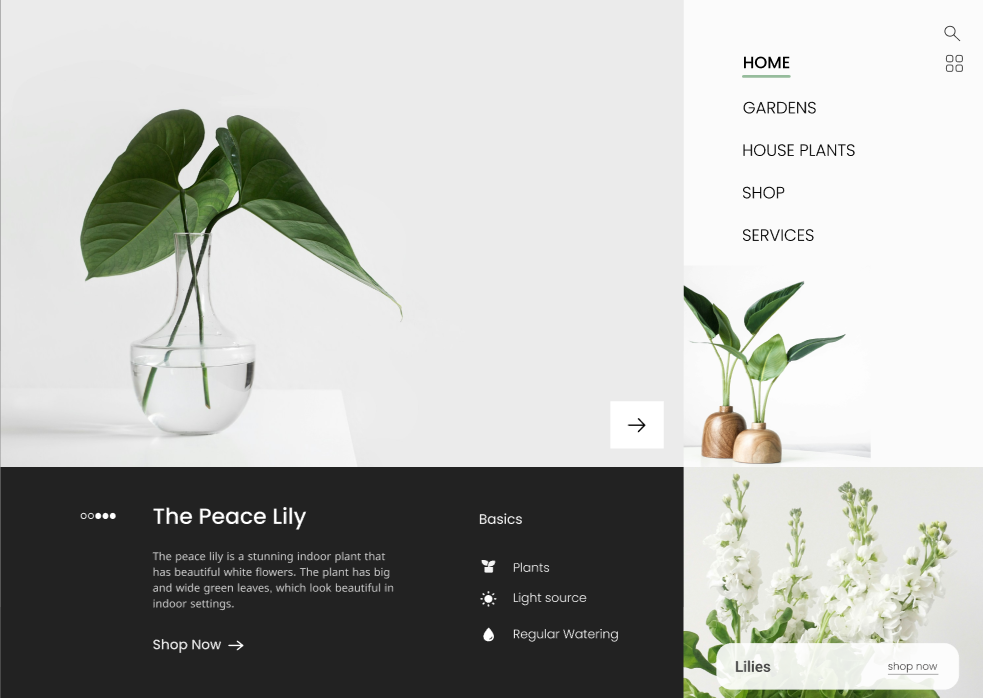 HOME
GARDENS
HOUSE PLANTS
SHOP
SERVICES
The Peace Lily
The peace lily is a stunning indoor plant that
has beautiful white flowers. The plant has big
and wide green leaves, which look beautiful in
indoor settings.
Shop Now
Basics
Plants
Light source
Regular Watering
Lilies
shop now